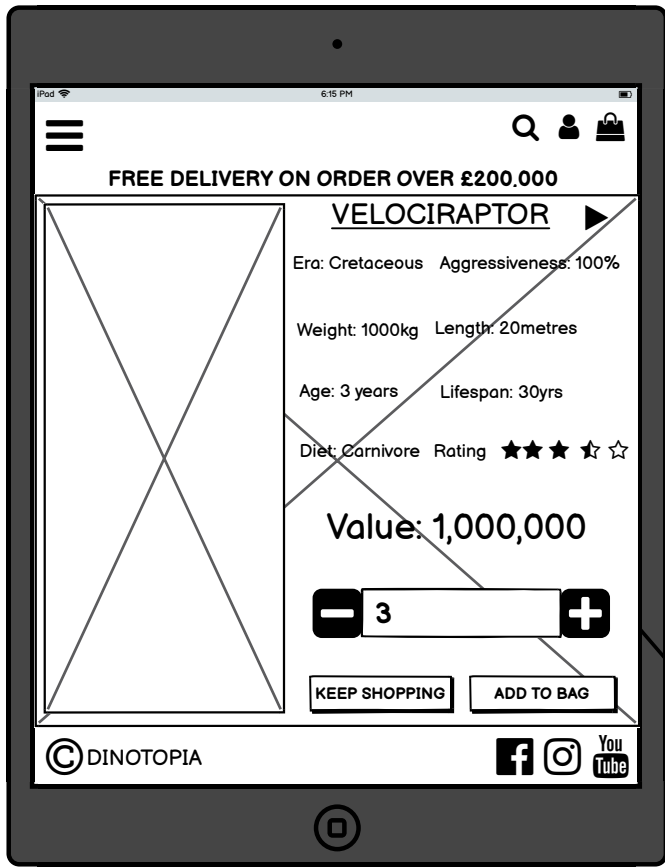 iPad 6:15 PM
FREE DELIVERY ON ORDER OVER £200.000
VELOCIRAPTOR
Era: Cretaceous Aggressiveness: 100%
Weight: 1000kg Length: 20metres
Age: 3 years Lifespan: 30yrs
Diet: Carnivore Rating
Value: 1,000,000
3
KEEP SHOPPING ADD TO BAG
© DINOTOPIA
You
Tube